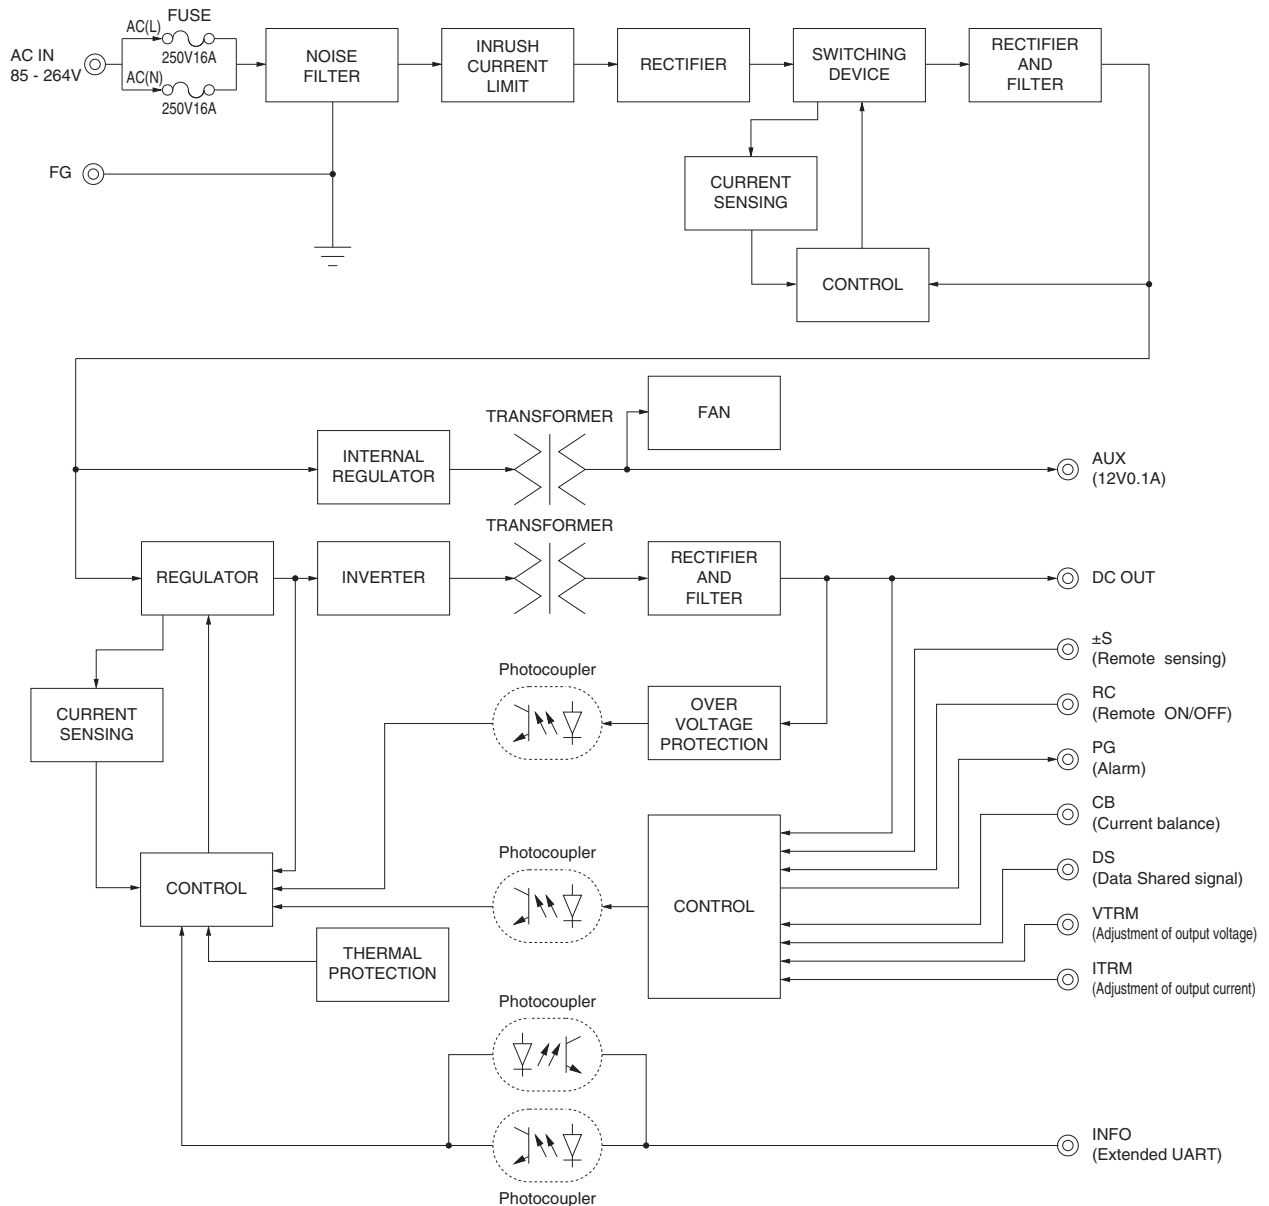 FUSE
AC(L)
AC IN
85 - 264V
250V16A
AC(N)
250V16A
NOISE
FILTER
INRUSH
CURRENT
LIMIT
RECTIFIER
SWITCHING
DEVICE
RECTIFIER
AND
FILTER
FG
CURRENT
SENSING
CONTROL
FAN
TRANSFORMER
INTERNAL
REGULATOR
AUX
(12V0.1A)
TRANSFORMER
REGULATOR
INVERTER
RECTIFIER
AND
FILTER
DC OUT
±S
(Remote sensing)
Photocoupler
OVER
VOLTAGE
PROTECTION
RC
(Remote ON/OFF)
CURRENT
SENSING
PG
(Alarm)
CB
(Current balance)
Photocoupler
DS
(Data Shared signal)
CONTROL
CONTROL
VTRM
(Adjustment of output voltage)
THERMAL
PROTECTION
ITRM
(Adjustment of output current)
Photocoupler
INFO
(Extended UART)
Photocoupler